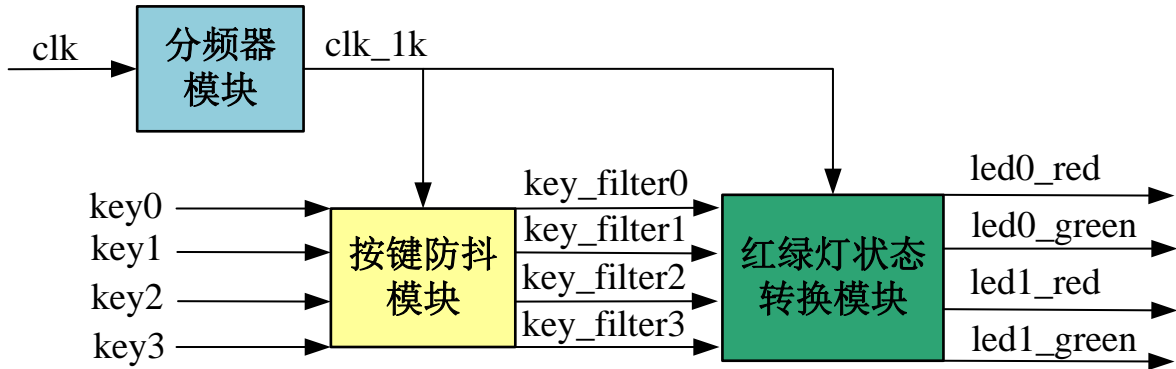 clk
分频器
模块
clk_1k
key0
key1
key2
key3
按键防抖
模块
key_filter0
key_filter1
key_filter2
key_filter3
红绿灯状态
转换模块
led0_red
led0_green
led1_red
led1_green